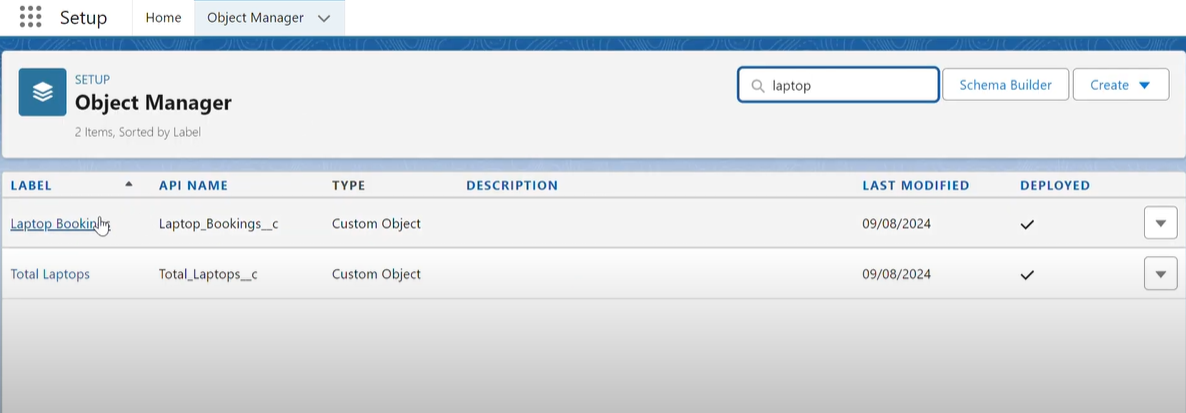 Setup Home Object Manager
SETUP
Object Manager
2 Items, Sorted by Label
laptop
Schema Builder
Create
LABEL API NAME TYPE DESCRIPTION LAST MODIFIED DEPLOYED
Laptop Bookings Laptop_Bookings__c Custom Object 09/08/2024
Total Laptops Total_Laptops__c Custom Object 09/08/2024